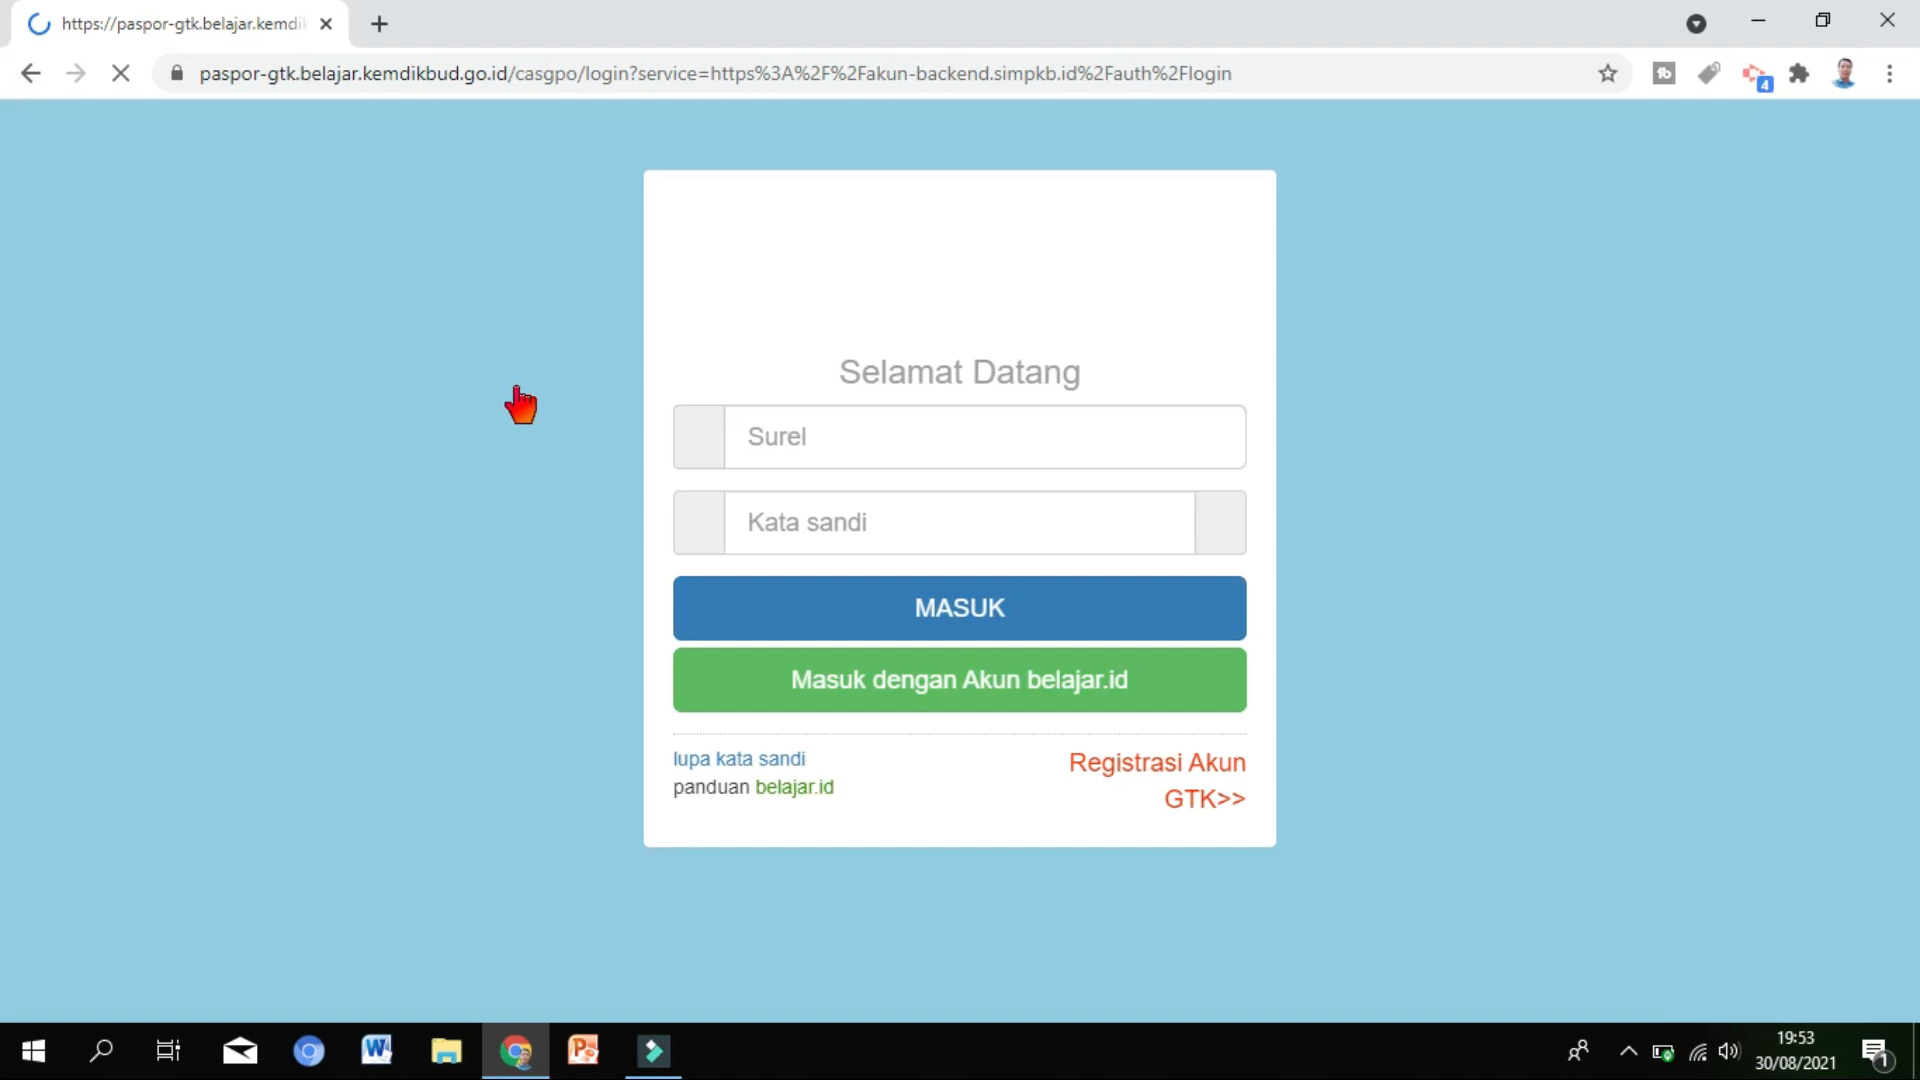 https://paspor-gtk.belajar.kemdi
paspor-gtk.belajar.kemdikbud.go.id/casgpo/login?service=https%3A%2F%2Fakun-backend.simpkb.id%2Fauth%2Flogin
4
Selamat Datang
Surel
Kata sandi
MASUK
Masuk dengan Akun belajar.id
lupa kata sandi
panduan belajar.id
Registrasi Akun
GTK>>
19:53
30/08/2021
1